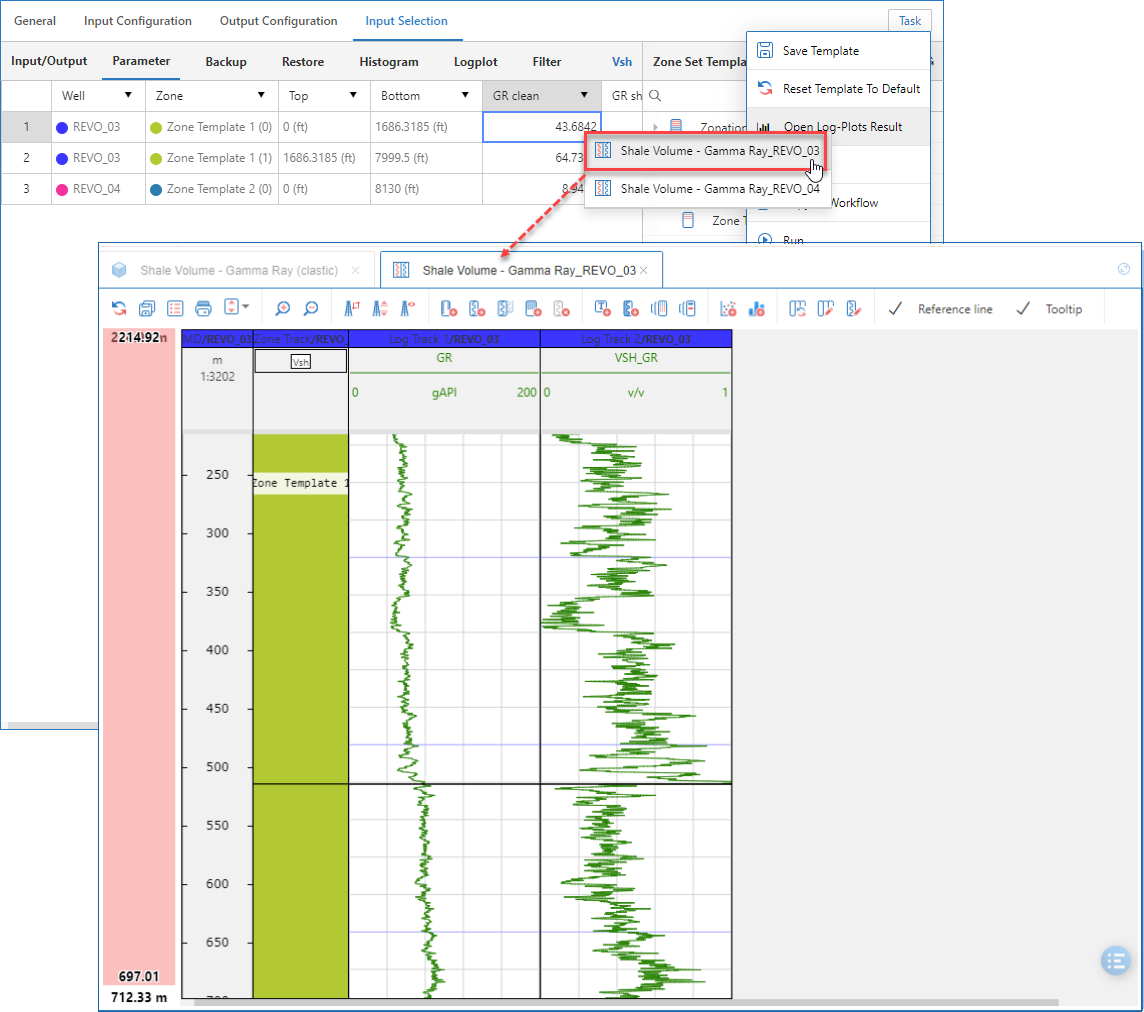 General Input Configuration Output Configuration Input Selection Task
Input/Output Parameter Backup Restore Histogram Logplot Filter Vsh Zone Set Templa
Save Template
Reset Template To Default
Open Log-Plots Result
Workflow
Run
Well Zone Top Bottom GR clean GR sh
1 REVO_03 Zone Template 1 (0) 0 (ft) 1686.3185 (ft) 43.6842 Zonation
2 REVO_03 Zone Template 1 (1) 1686.3185 (ft) 7999.5 (ft) 64.73
3 REVO_04 Zone Template 2 (0) 0 (ft) 8130 (ft) 8.94
Shale Volume - Gamma Ray_REVO_03
Shale Volume - Gamma Ray_REVO_04
Zone T
Shale Volume - Gamma Ray (clastic) Shale Volume - Gamma Ray_REVO_03
Reference line Tooltip
MD/REVO_03 Zone Track/REVO_ Log Track 1/REVO_03 Log Track 2/REVO_03
m
1:3202
Vsh
GR VSH_GR
0 gAPI 200 0 v/v 1
250
Zone Template 1
300
350
400
450
500
550
600
650
700
697.01
712.33 m